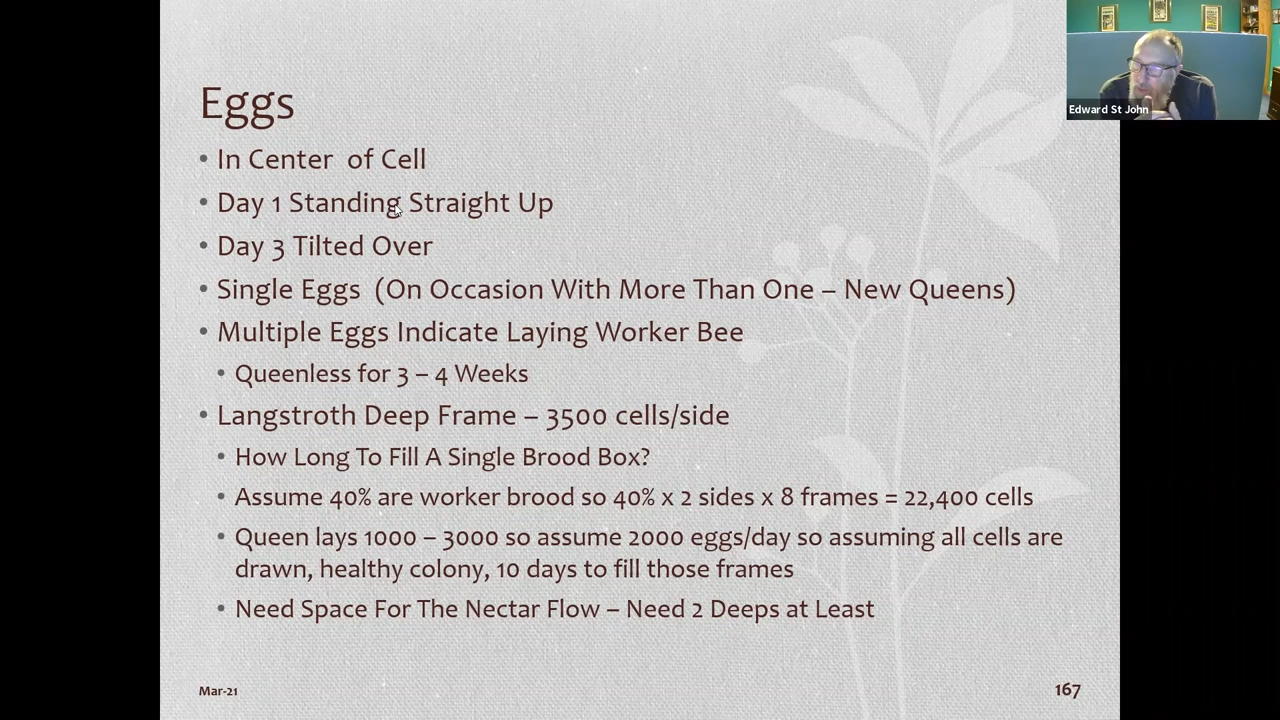 Eggs
• In Center of Cell
• Day 1 Standing Straight Up
• Day 3 Tilted Over
• Single Eggs (On Occasion With More Than One – New Queens)
• Multiple Eggs Indicate Laying Worker Bee
• Queenless for 3 – 4 Weeks
• Langstroth Deep Frame – 3500 cells/side
• How Long To Fill A Single Brood Box?
• Assume 40% are worker brood so 40% x 2 sides x 8 frames = 22,400 cells
• Queen lays 1000 – 3000 so assume 2000 eggs/day so assuming all cells are
drawn, healthy colony, 10 days to fill those frames
• Need Space For The Nectar Flow – Need 2 Deeps at Least
Mar-21
167
Edward St John